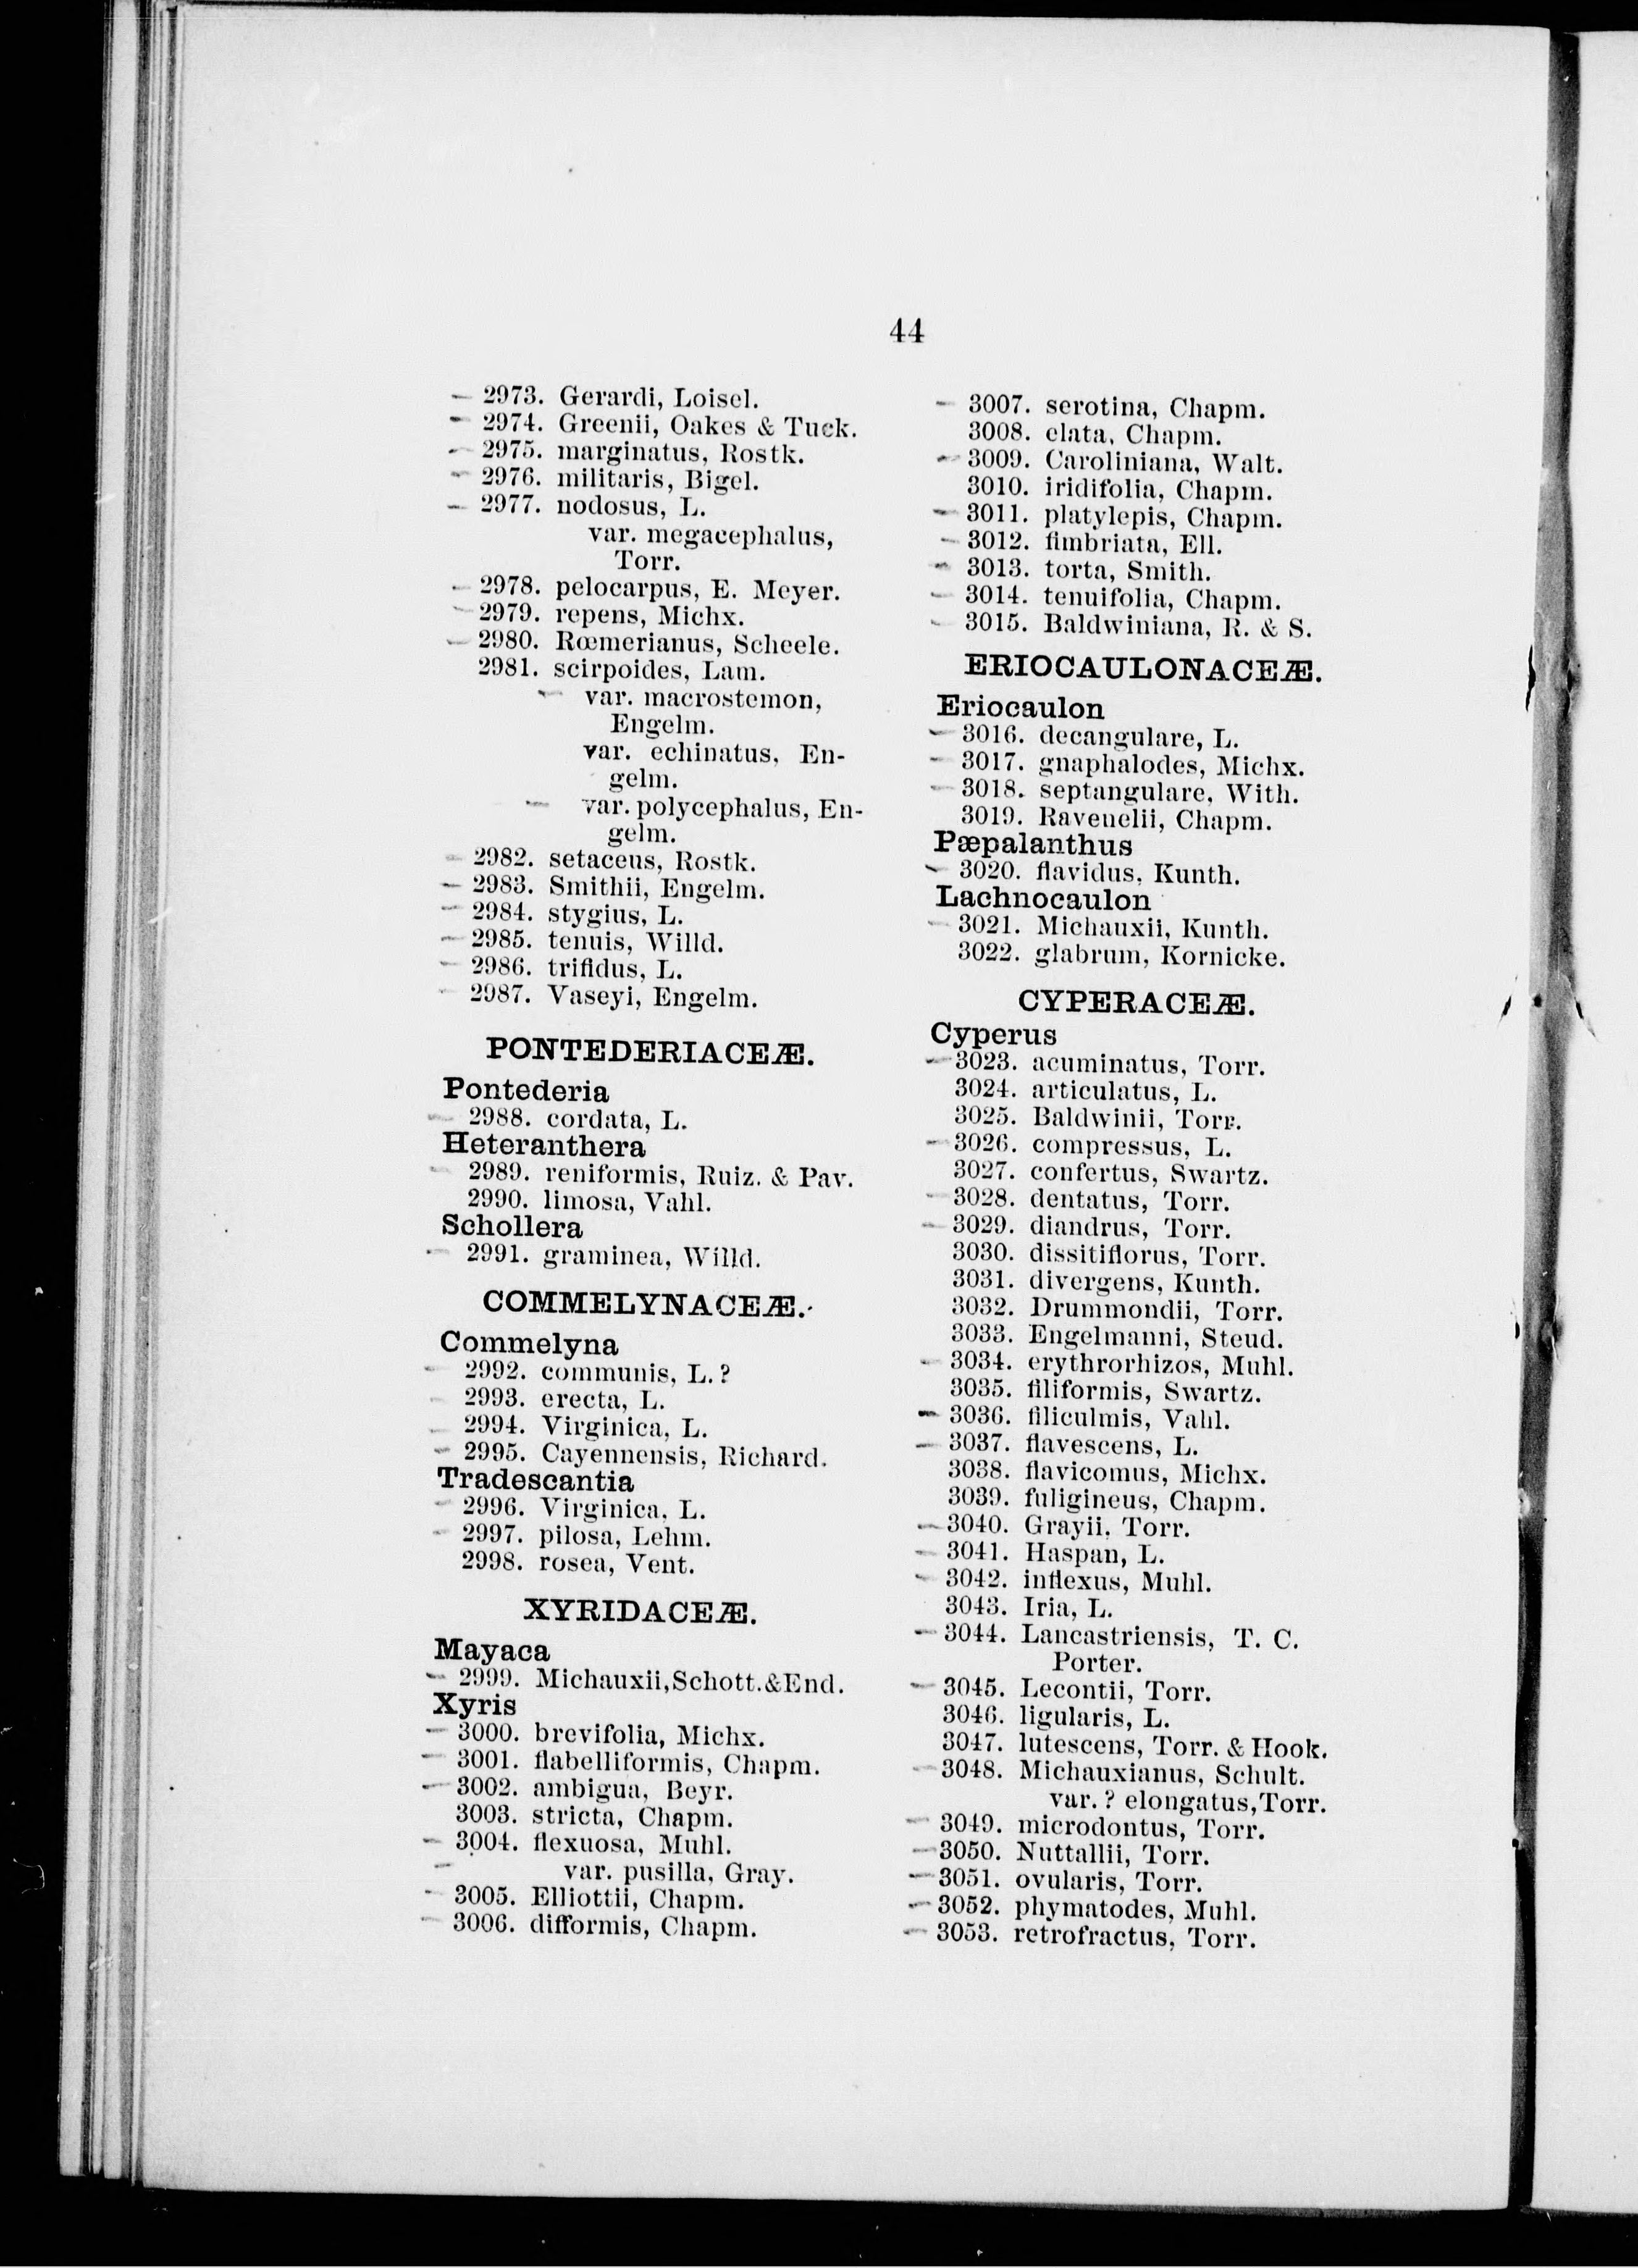 44
– 2973. Gerardi, Loisel.
– 2974. Greenii, Oakes & Tuck.
– 2975. marginatus, Rostk.
– 2976. militaris, Bigel.
– 2977. nodosus, L.
var. megacephalus,
Torr.
– 2978. pelocarpus, E. Meyer.
– 2979. repens, Michx.
– 2980. Rœmerianus, Scheele.
2981. scirpoides, Lam.
– var. macrostemon,
Engelm.
var. echinatus, En-
gelm.
– var. polycephalus, En-
gelm.
– 2982. setaceus, Rostk.
– 2983. Smithii, Engelm.
– 2984. stygius, L.
– 2985. tenuis, Willd.
– 2986. trifidus, L.
– 2987. Vaseyi, Engelm.
PONTEDERIACEÆ.
Pontederia
– 2988. cordata, L.
Heteranthera
– 2989. reniformis, Ruiz. & Pav.
2990. limosa, Vahl.
Schollera
– 2991. graminea, Willd.
COMMELYNACEÆ.
Commelyna
– 2992. communis, L.?
– 2993. erecta, L.
– 2994. Virginica, L.
– 2995. Cayennensis, Richard.
Tradescantia
– 2996. Virginica, L.
– 2997. pilosa, Lehm.
2998. rosea, Vent.
XYRIDACEÆ.
Mayaca
– 2999. Michauxii, Schott. & End.
Xyris
– 3000. brevifolia, Michx.
– 3001. flabelliformis, Chapm.
– 3002. ambigua, Beyr.
3003. stricta, Chapm.
– 3004. flexuosa, Muhl.
– var. pusilla, Gray.
– 3005. Elliottii, Chapm.
– 3006. difformis, Chapm.
– 3007. serotina, Chapm.
3008. elata, Chapm.
– 3009. Caroliniana, Walt.
3010. iridifolia, Chapm.
– 3011. platylepis, Chapm.
– 3012. fimbriata, Ell.
– 3013. torta, Smith.
– 3014. tenuifolia, Chapm.
– 3015. Baldwiniana, R. & S.
ERIOCAULONACEÆ.
Eriocaulon
– 3016. decangulare, L.
– 3017. gnaphalodes, Michx.
– 3018. septangulare, With.
3019. Ravenelii, Chapm.
Pæpalanthus
– 3020. flavidus, Kunth.
Lachnocaulon
– 3021. Michauxii, Kunth.
3022. glabrum, Kornicke.
CYPERACEÆ.
Cyperus
– 3023. acuminatus, Torr.
3024. articulatus, L.
3025. Baldwinii, Torr.
– 3026. compressus, L.
3027. confertus, Swartz.
– 3028. dentatus, Torr.
– 3029. diandrus, Torr.
3030. dissitiflorus, Torr.
3031. divergens, Kunth.
3032. Drummondii, Torr.
3033. Engelmanni, Steud.
– 3034. erythrorhizos, Muhl.
3035. filiformis, Swartz.
– 3036. filiculmis, Vahl.
– 3037. flavescens, L.
3038. flavicomus, Michx.
3039. fuligineus, Chapm.
– 3040. Grayii, Torr.
– 3041. Haspan, L.
– 3042. inflexus, Muhl.
3043. Iria, L.
– 3044. Lancastriensis, T. C.
Porter.
– 3045. Lecontii, Torr.
3046. ligularis, L.
3047. lutescens, Torr. & Hook.
– 3048. Michauxianus, Schult.
var. ? elongatus, Torr.
– 3049. microdontus, Torr.
– 3050. Nuttallii, Torr.
– 3051. ovularis, Torr.
– 3052. phymatodes, Muhl.
– 3053. retrofractus, Torr.